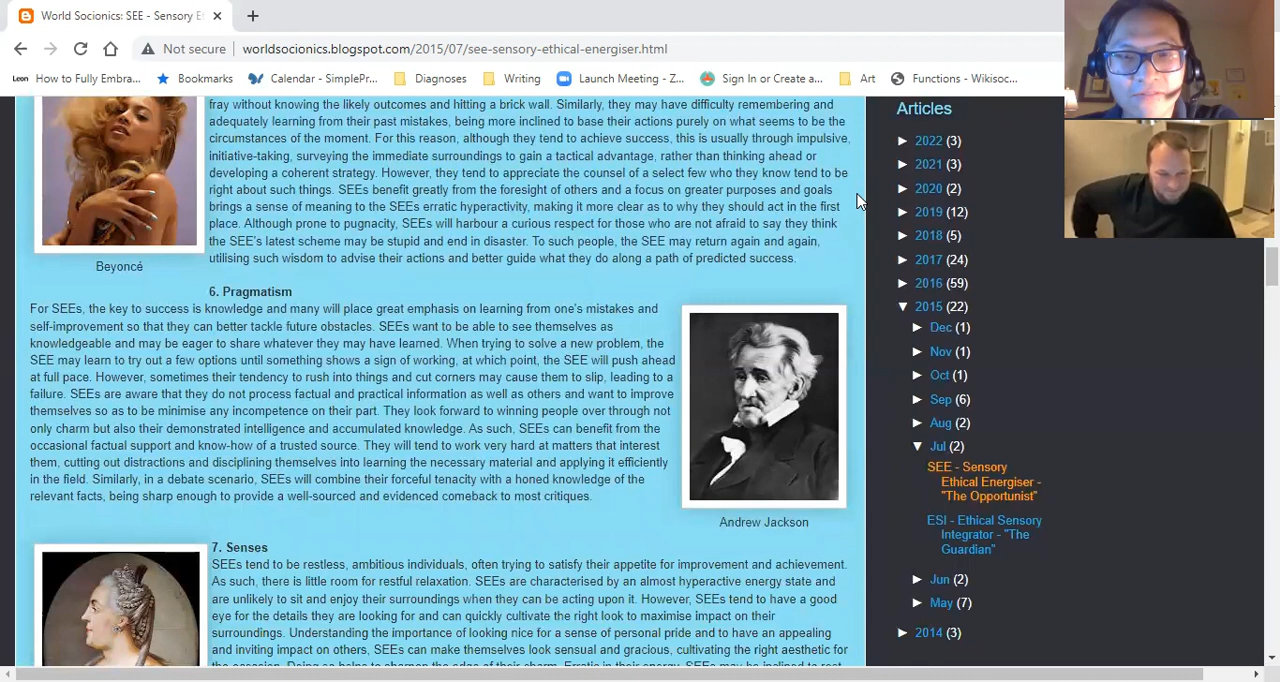 World Socionics: SEE - Sensory Et
Not secure
worldsocionics.blogspot.com/2015/07/see-sensory-ethical-energiser.html
Leon How to Fully Embra...
Bookmarks
Calendar - SimplePr...
Diagnoses
Writing
Launch Meeting - Z...
Sign In or Create a...
Art
Functions - Wikisoc...
fray without knowing the likely outcomes and hitting a brick wall. Similarly, they may have difficulty remembering and
adequately learning from their past mistakes, being more inclined to base their actions purely on what seems to be the
circumstances of the moment. For this reason, although they tend to achieve success, this is usually through impulsive,
initiative-taking, surveying the immediate surroundings to gain a tactical advantage, rather than thinking ahead or
developing a coherent strategy. However, they tend to appreciate the counsel of a select few who they know tend to be
right about such things. SEEs benefit greatly from the foresight of others and a focus on greater purposes and goals
brings a sense of meaning to the SEEs erratic hyperactivity, making it more clear as to why they should act in the first
place. Although prone to pugnacity, SEEs will harbour a curious respect for those who are not afraid to say they think
the SEE's latest scheme may be stupid and end in disaster. To such people, the SEE may return again and again,
utilising such wisdom to advise their actions and better guide what they do along a path of predicted success.
Beyoncé
6. Pragmatism
For SEEs, the key to success is knowledge and many will place great emphasis on learning from one's mistakes and
self-improvement so that they can better tackle future obstacles. SEEs want to be able to see themselves as
knowledgeable and may be eager to share whatever they may have learned. When trying to solve a new problem, the
SEE may learn to try out a few options until something shows a sign of working, at which point, the SEE will push ahead
at full pace. However, sometimes their tendency to rush into things and cut corners may cause them to slip, leading to a
failure. SEEs are aware that they do not process factual and practical information as well as others and want to improve
themselves so as to be minimise any incompetence on their part. They look forward to winning people over through not
only charm but also their demonstrated intelligence and accumulated knowledge. As such, SEEs can benefit from the
occasional factual support and know-how of a trusted source. They will tend to work very hard at matters that interest
them, cutting out distractions and disciplining themselves into learning the necessary material and applying it efficiently
in the field. Similarly, in a debate scenario, SEEs will combine their forceful tenacity with a honed knowledge of the
relevant facts, being sharp enough to provide a well-sourced and evidenced comeback to most critiques.
Andrew Jackson
7. Senses
SEEs tend to be restless, ambitious individuals, often trying to satisfy their appetite for improvement and achievement.
As such, there is little room for restful relaxation. SEEs are characterised by an almost hyperactive energy state and
are unlikely to sit and enjoy their surroundings when they can be acting upon it. However, SEEs tend to have a good
eye for the details they are looking for and can quickly cultivate the right look to maximise impact on their
surroundings. Understanding the importance of looking nice for a sense of personal pride and to have an appealing
and inviting impact on others, SEEs can make themselves look sensual and gracious, cultivating the right aesthetic for
the occasion. Doing so helps to sharpen the edge of their charm. Erratic in their energy, SEEs may be inclined to rest
Articles
► 2022 (3)
► 2021 (3)
► 2020 (2)
► 2019 (12)
► 2018 (5)
► 2017 (24)
► 2016 (59)
▼ 2015 (22)
► Dec (1)
► Nov (1)
► Oct (1)
► Sep (6)
► Aug (2)
▼ Jul (2)
SEE - Sensory
Ethical Energiser -
"The Opportunist"
ESI - Ethical Sensory
Integrator - "The
Guardian"
► Jun (2)
► May (7)
► 2014 (3)